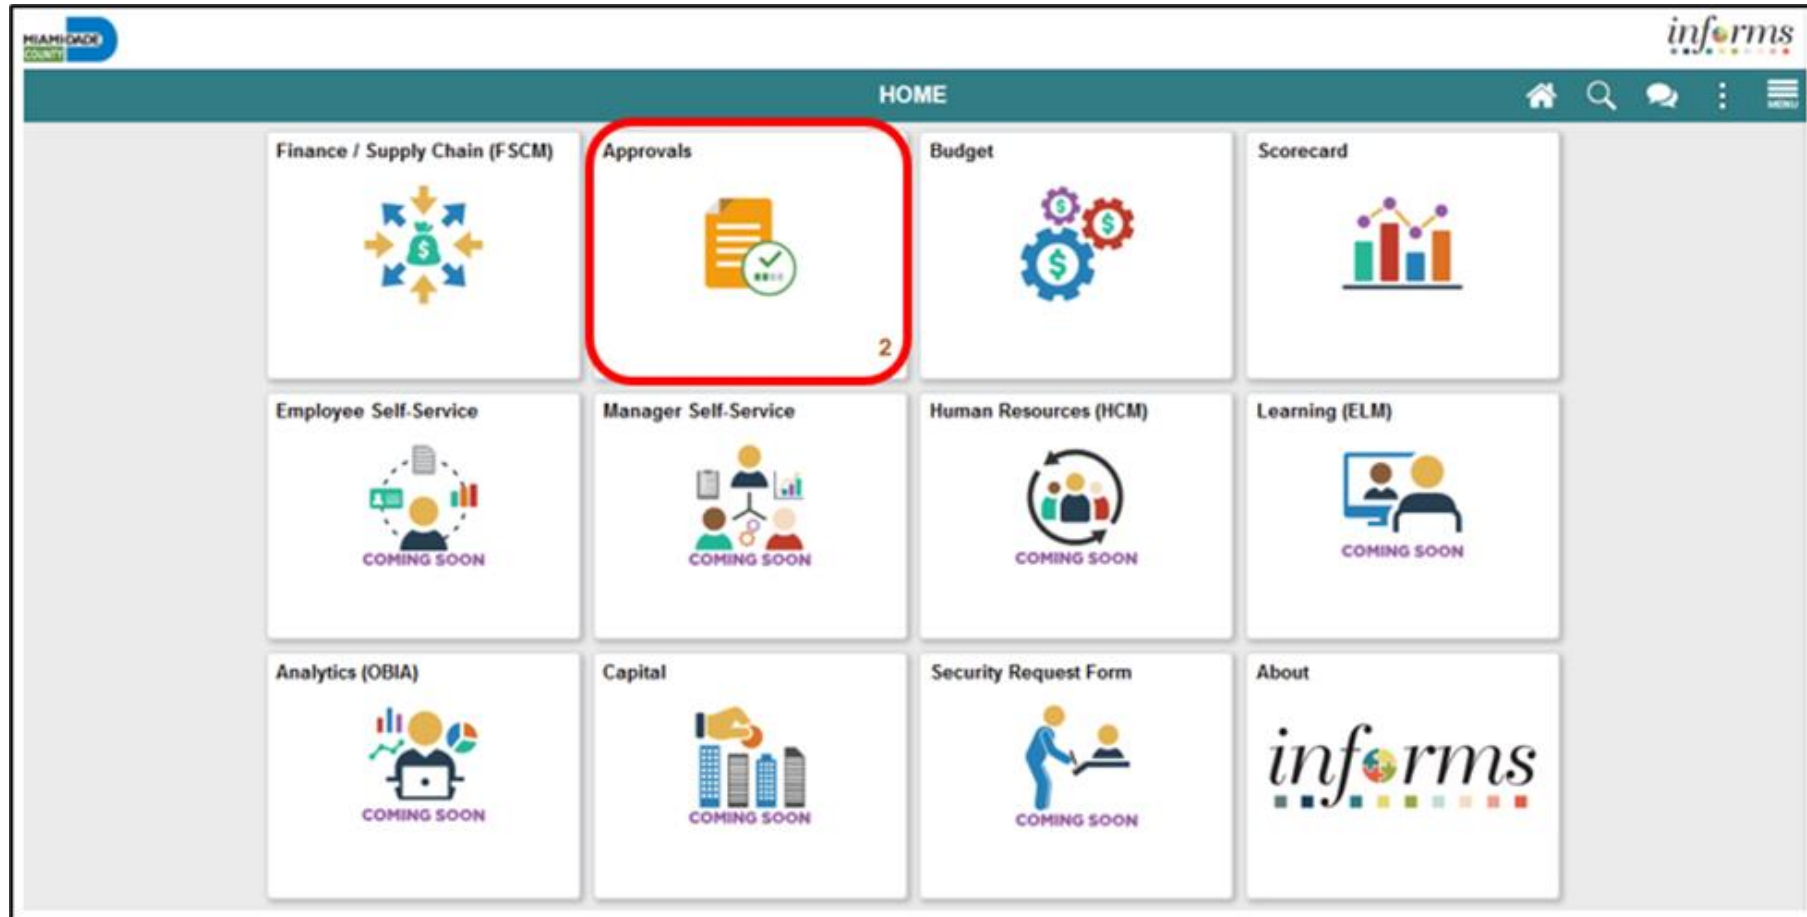 MIAMI-DADE
COUNTY
informs
HOME
MENU
Finance / Supply Chain (FSCM)
Approvals
Budget
Scorecard
$
$
$
$
2
Employee Self-Service
Manager Self-Service
Human Resources (HCM)
Learning (ELM)
COMING SOON
COMING SOON
COMING SOON
COMING SOON
Analytics (OBIA)
Capital
Security Request Form
About
informs
COMING SOON
COMING SOON
COMING SOON